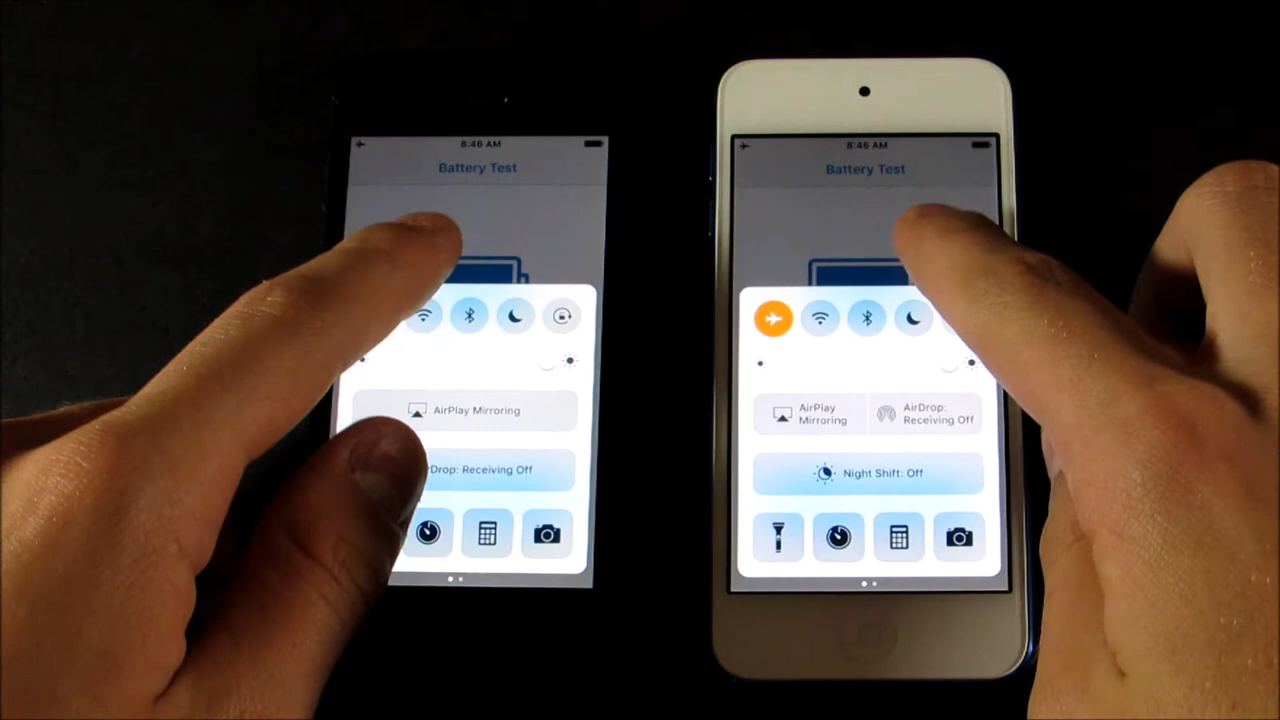 8:46 AM
Battery Test
AirPlay Mirroring
Drop: Receiving Off
8:46 AM
Battery Test
AirPlay
Mirroring
AirDrop:
Receiving Off
Night Shift: Off